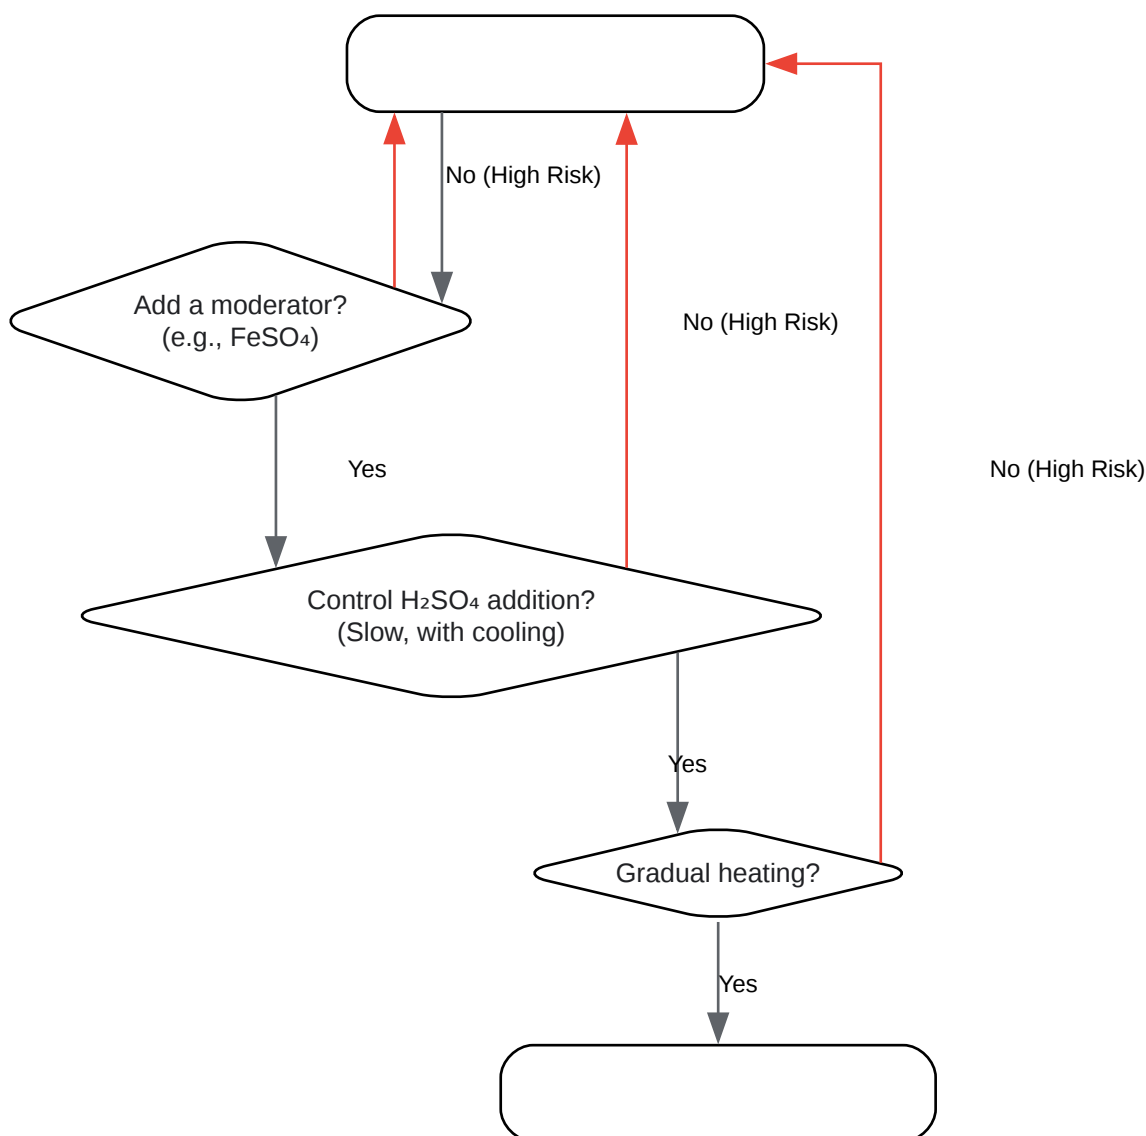 No (High Risk)
Add a moderator?
(e.g., FeSO₄)
No (High Risk)
Yes
No (High Risk)
Control H₂SO₄ addition?
(Slow, with cooling)
Yes
Gradual heating?
Yes